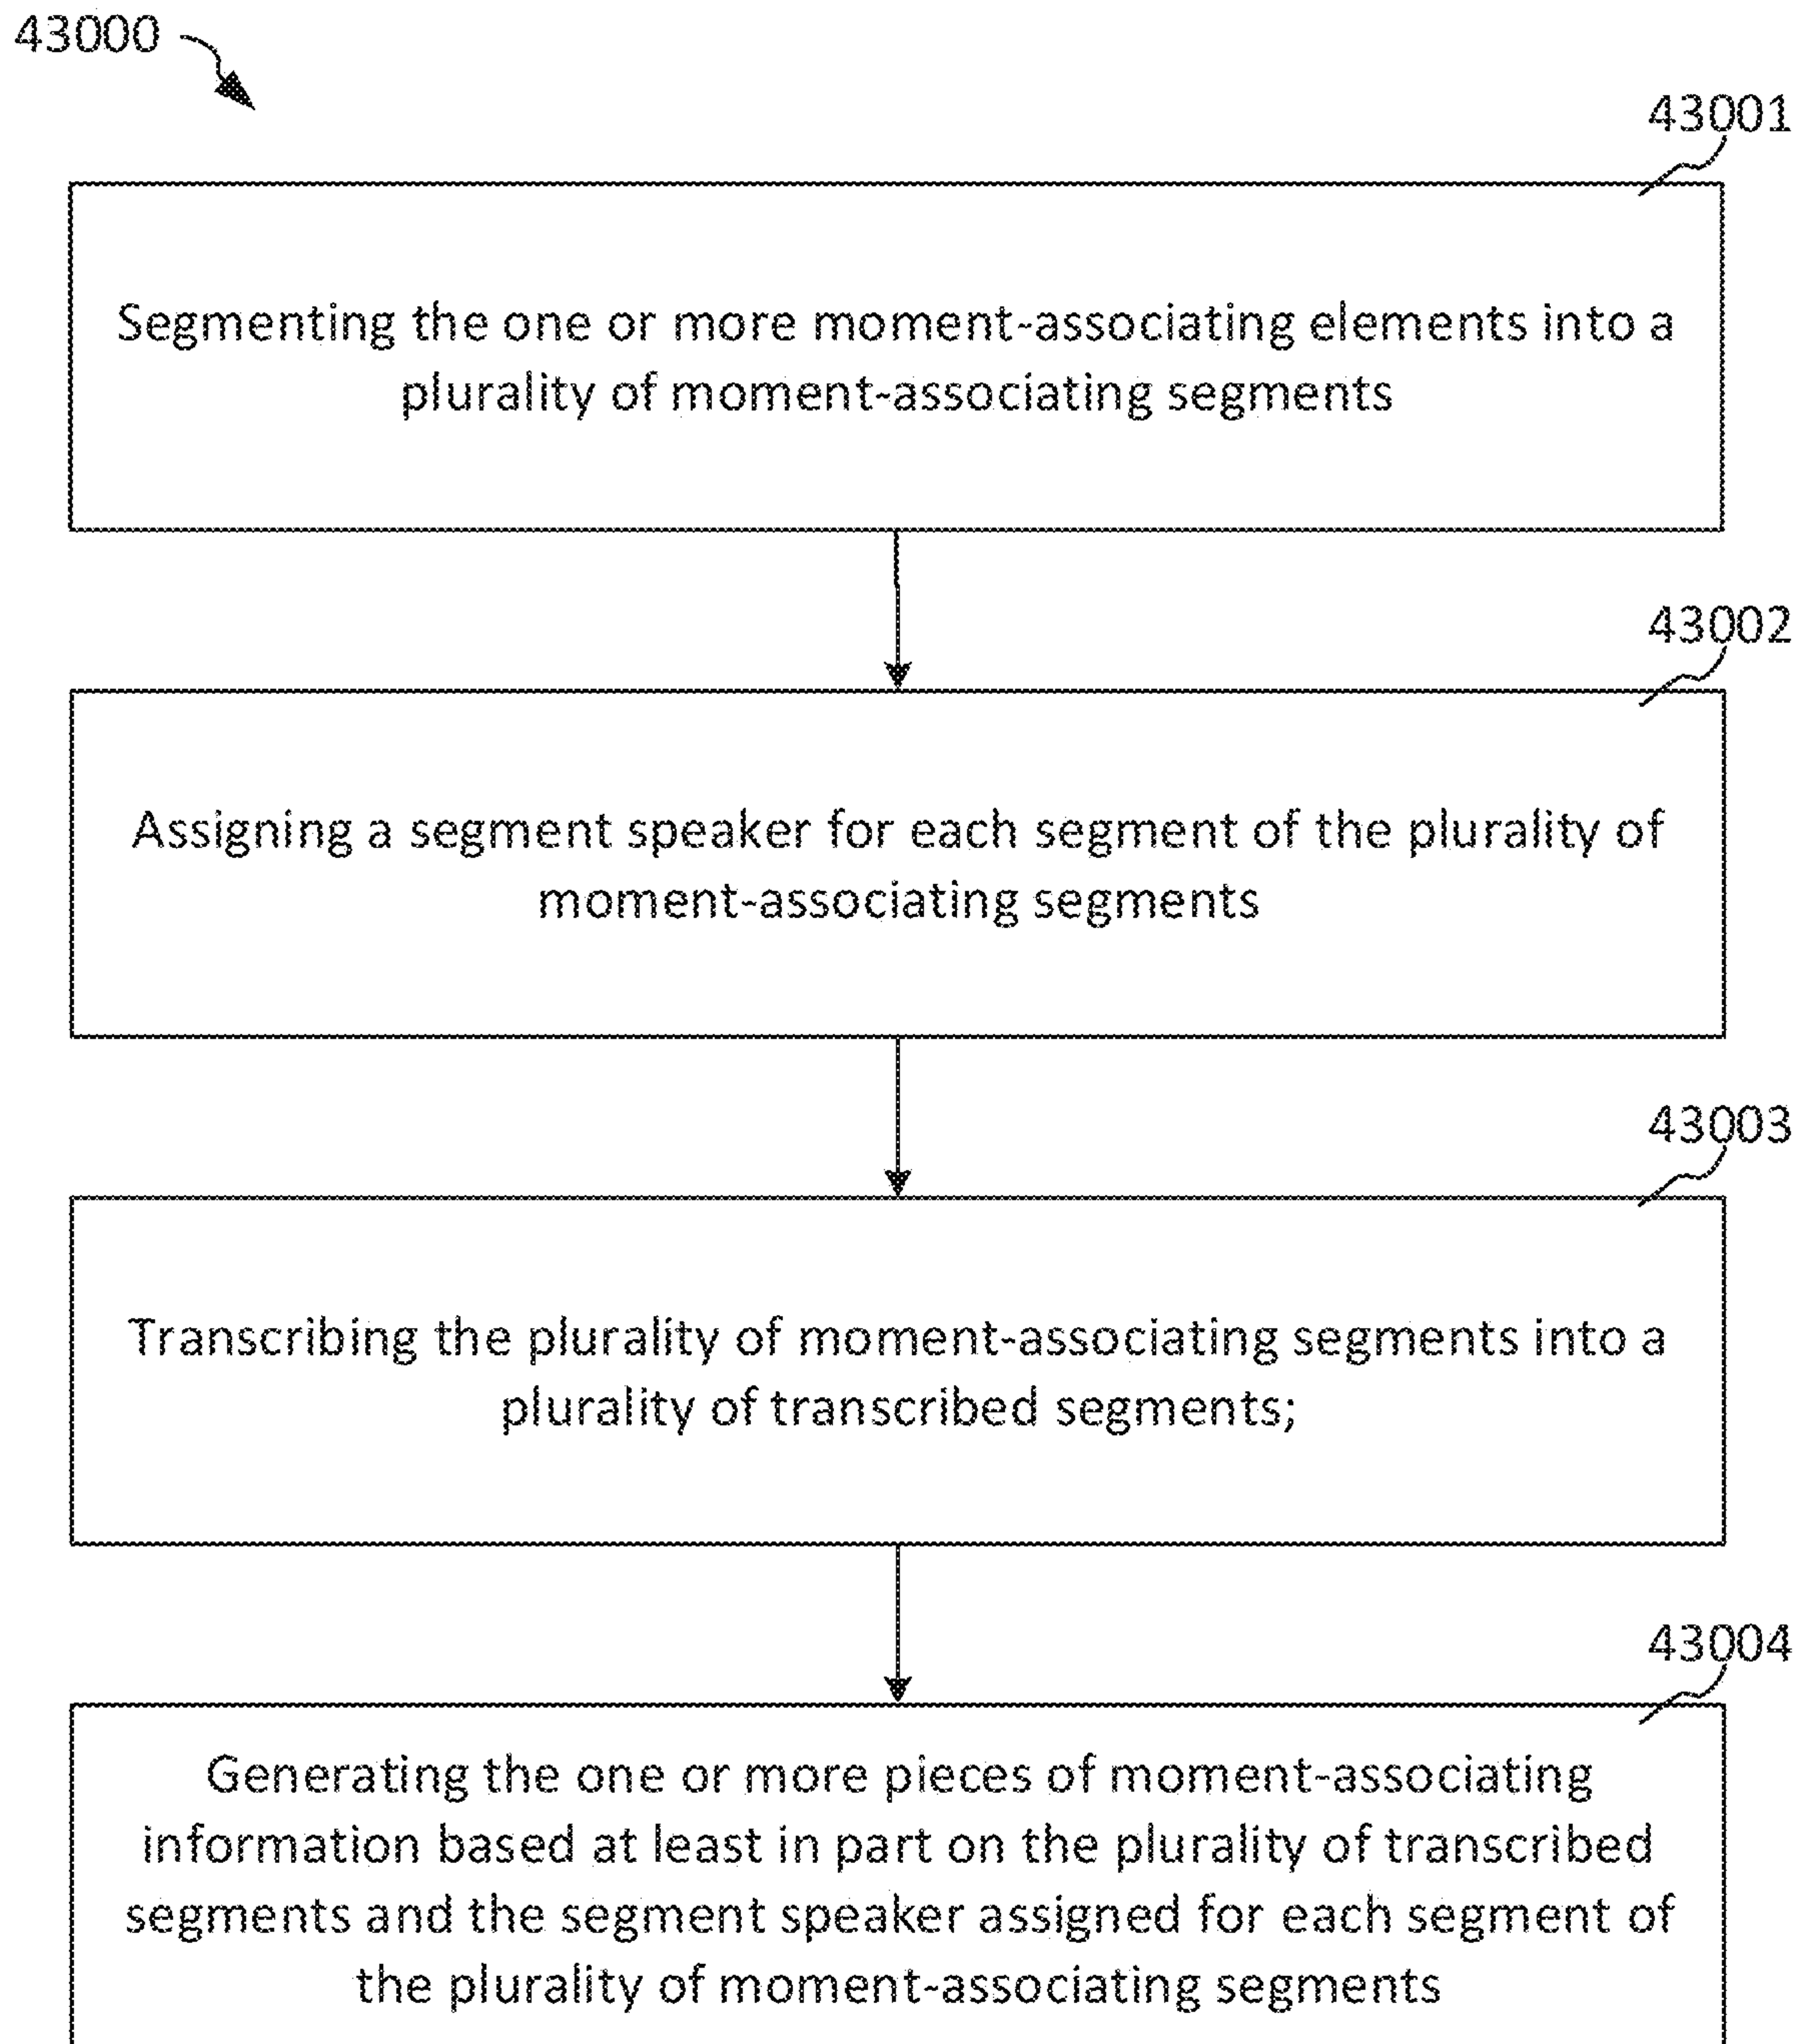 43000
43001
Segmenting the one or more moment-associating elements into a
plurality of moment-associating segments
43002
Assigning a segment speaker for each segment of the plurality of
moment-associating segments
43003
Transcribing the plurality of moment-associating segments into a
plurality of transcribed segments;
43004
Generating the one or more pieces of moment-associating
information based at least in part on the plurality of transcribed
segments and the segment speaker assigned for each segment of
the plurality of moment-associating segments